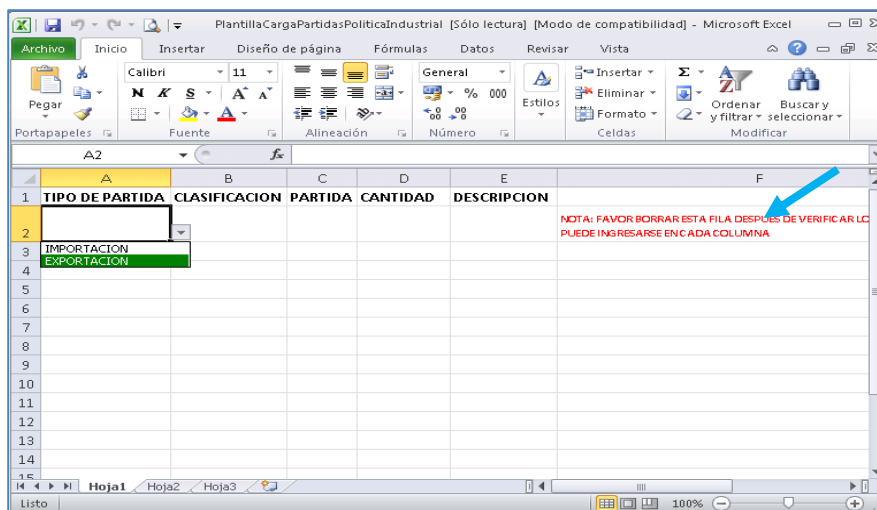 PlantillaCargaPartidasPoliticaIndustrial [Sólo lectura] [Modo de compatibilidad] - Microsoft Excel
Archivo Inicio Insertar Diseño de página Fórmulas Datos Revisar Vista
Calibri 11 General Insertar Σ
N K S A A % 000 Eliminar
Pegar A Estilos Formato Ordenar y filtrar Buscar y seleccionar
Portapapeles Fuente Alineación Número Celdas Modificar
A2 fx
A B C D E F
1 TIPO DE PARTIDA CLASIFICACION PARTIDA CANTIDAD DESCRIPCION
NOTA: FAVOR BORRAR ESTA FILA DESPUES DE VERIFICAR LO
2 PUEDE INGRESARSE EN CADA COLUMNA
3 IMPORTACION
EXPORTACION
4
5
6
7
8
9
10
11
12
13
14
15
Hoja1 Hoja2 Hoja3
Listo 100%